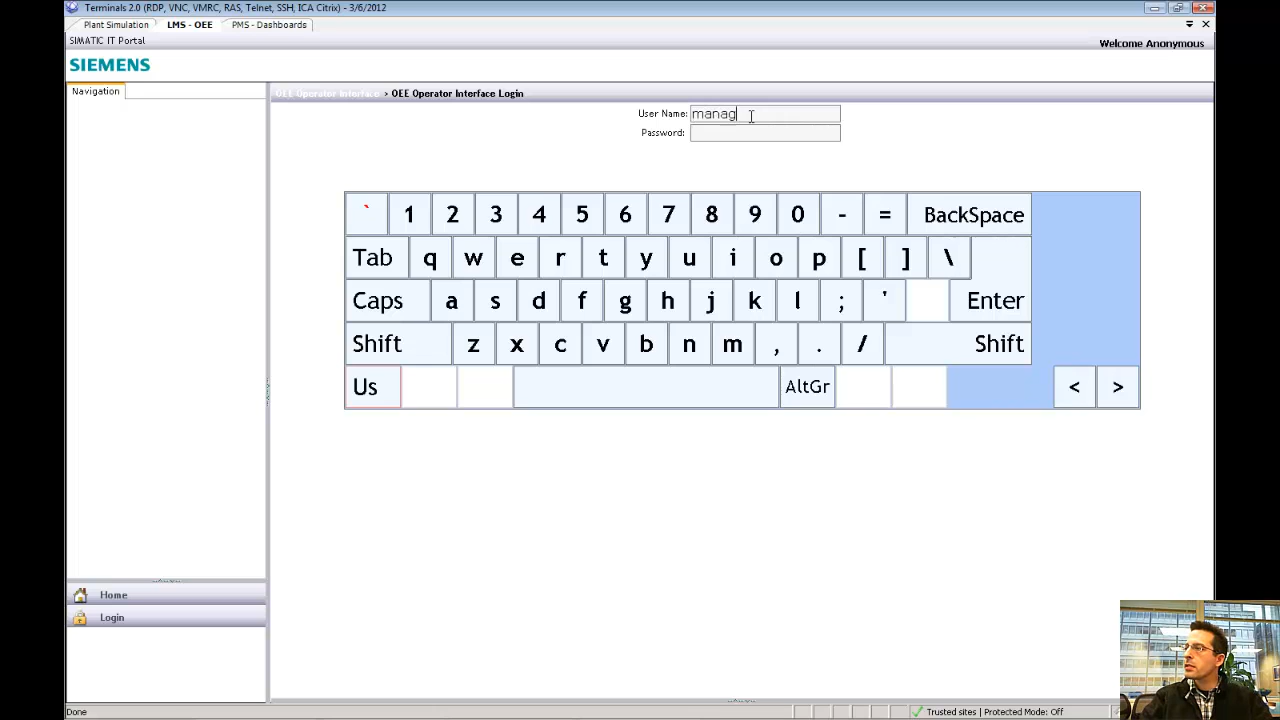 Terminals 2.0 (RDP, VNC, VMRC, RAS, Telnet, SSH, ICA Citrix) - 3/6/2012
Plant Simulation LMS - OEE PMS - Dashboards
SIMATIC IT Portal
Welcome Anonymous
SIEMENS
Navigation
OEE Operator Interface > OEE Operator Interface Login
User Name: manag
Password:
` 1 2 3 4 5 6 7 8 9 0 - = BackSpace
Tab q w e r t y u i o p [ ] \
Caps a s d f g h j k l ; ' Enter
Shift z x c v b n m , . / Shift
Us AltGr < >
Home
Login
Done
Trusted sites | Protected Mode: Off